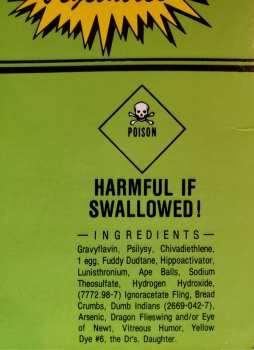 POISON
HARMFUL IF
SWALLOWED!
— INGREDIENTS —
Gravyflavin, Psilysy, Chivadiethlene,
1 egg, Fuddy Dudtane, Hippoactivator,
Lunisthronium, Ape Balls, Sodium
Theosulfate, Hydrogen Hydroxide,
(7772.98-7) Ignoracetate Fling, Bread
Crumbs, Dumb Indians (2669-042-7),
Arsenic, Dragon Flieswing and/or Eye
of Newt, Vitreous Humor, Yellow
Dye #6, the Dr's. Daughter.